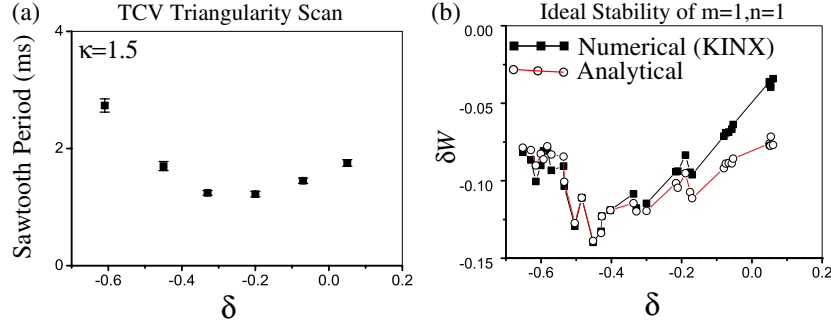 (a)
TCV Triangularity Scan
Sawtooth Period (ms)
4
2
0
κ=1.5
-0.6
-0.4
-0.2
0.0
0.2
δ
(b)
Ideal Stability of m=1,n=1
Numerical (KINX)
Analytical
δW
0.00
-0.05
-0.10
-0.15
-0.6
-0.4
-0.2
0.0
0.2
δ